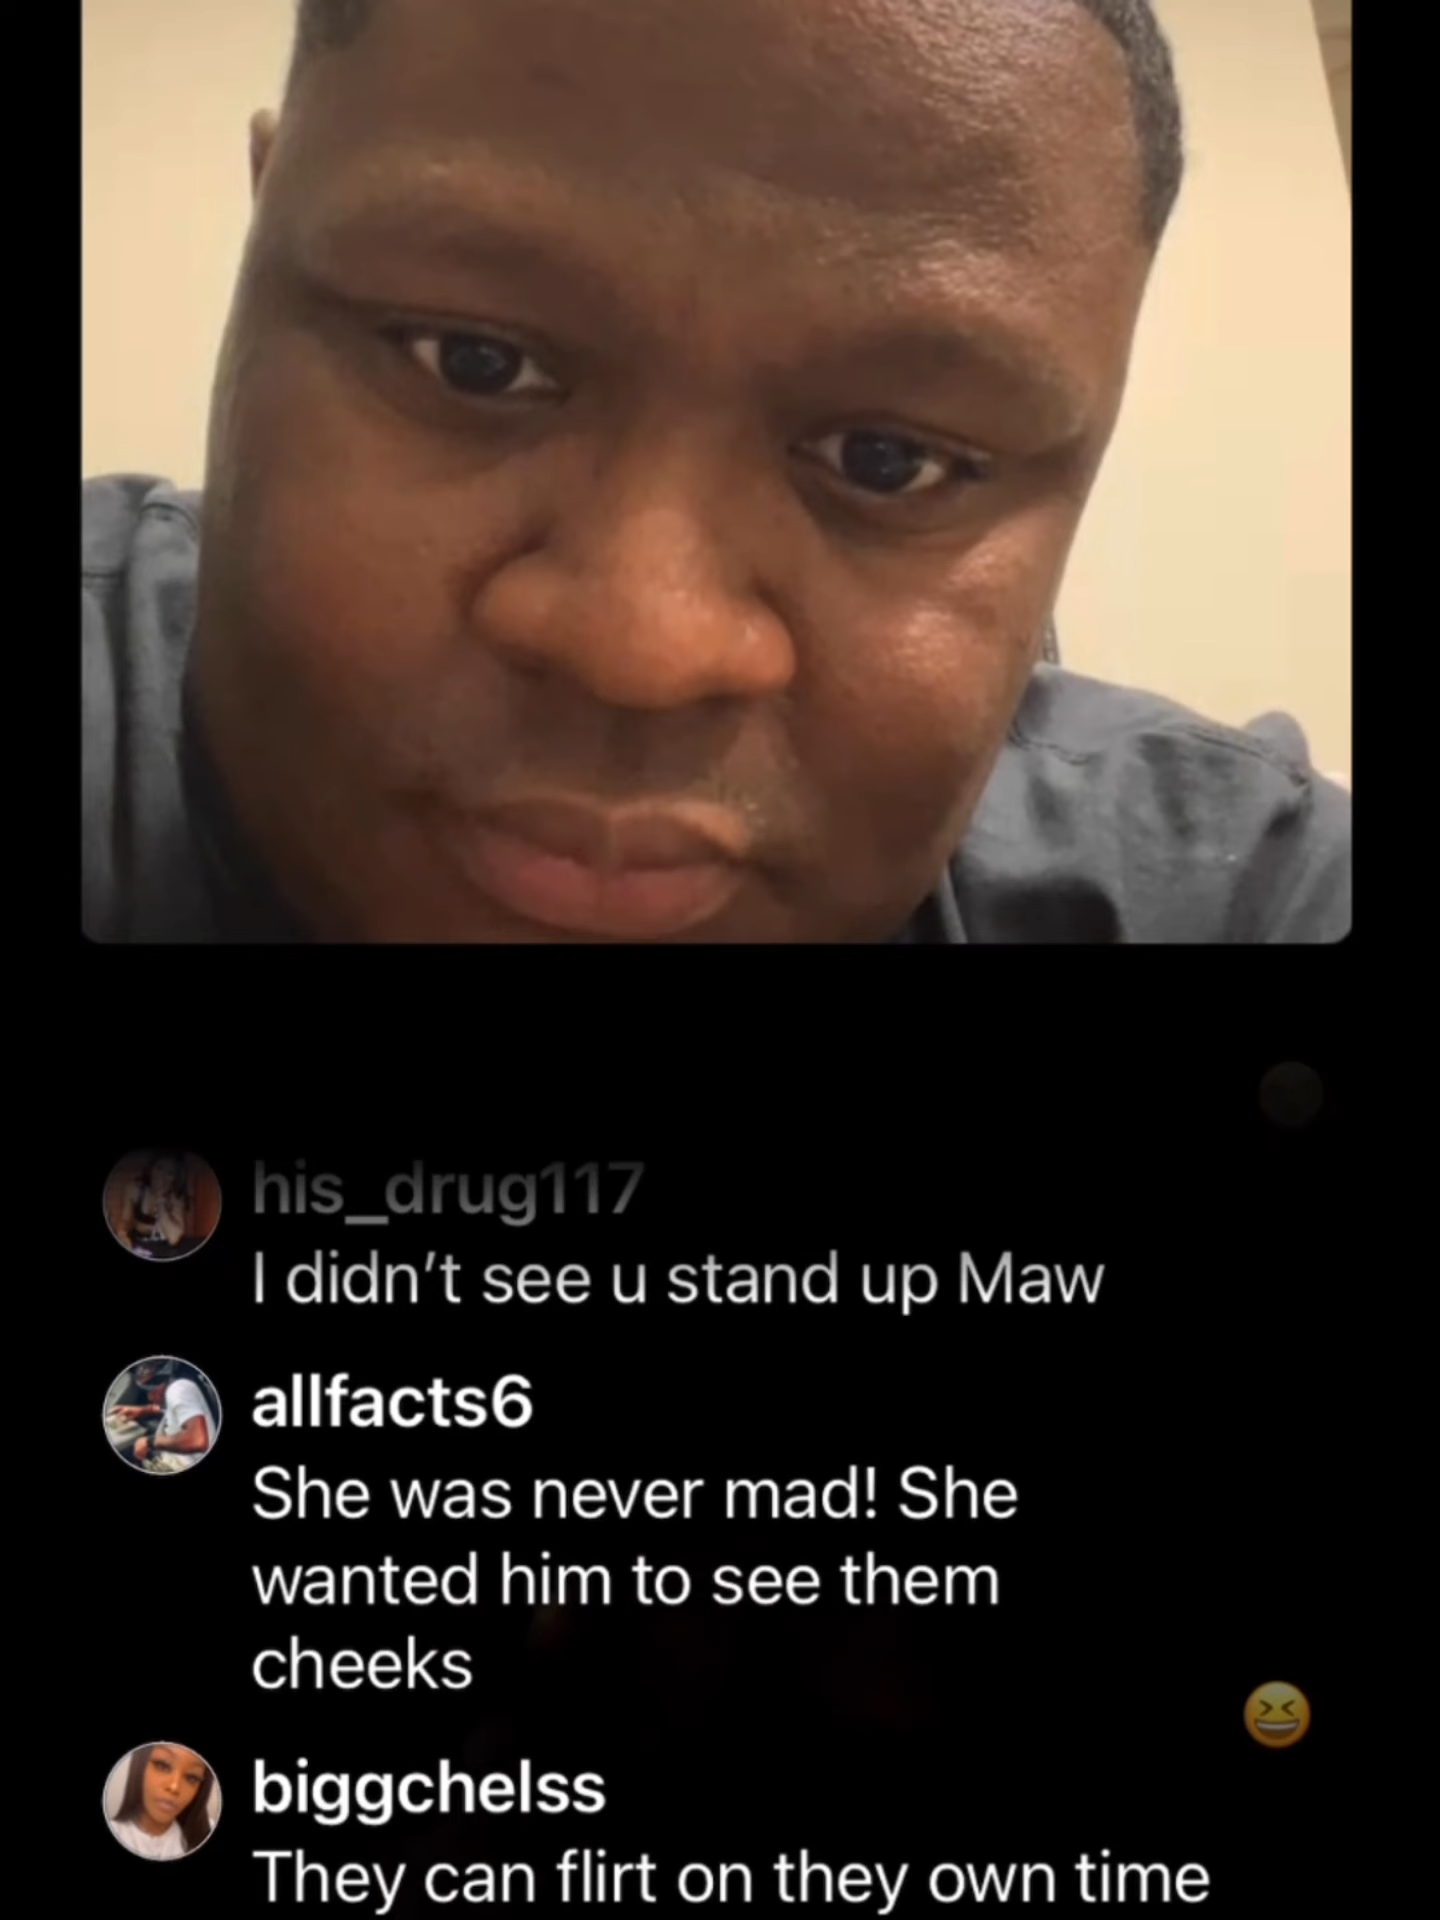 his_drug117
I didn’t see u stand up Maw
allfacts6
She was never mad! She
wanted him to see them
cheeks
biggchelss
They can flirt on they own time